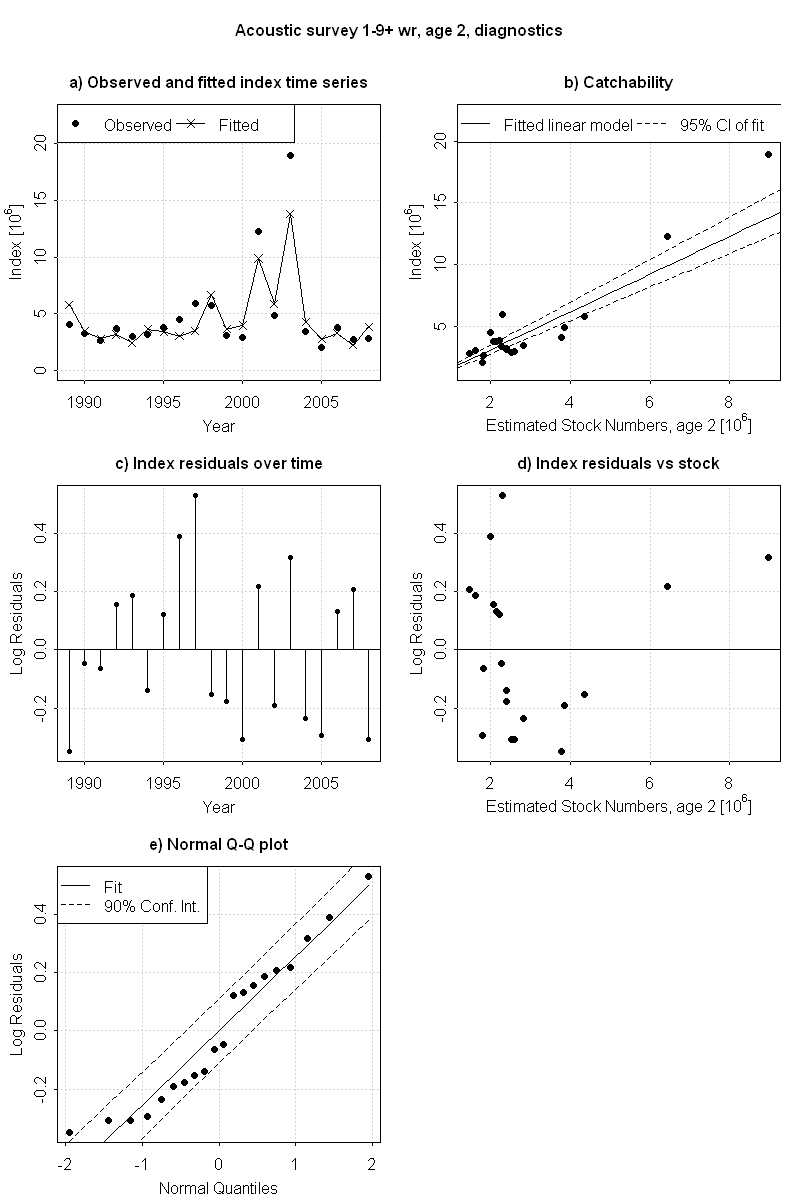 Acoustic survey 1-9+ wr, age 2, diagnostics
a) Observed and fitted index time series
Observed Fitted
Index [10^6]
0 5 10 15 20
1990 1995 2000 2005
Year
b) Catchability
Fitted linear model 95% CI of fit
Index [10^6]
5 10 15 20
2 4 6 8
Estimated Stock Numbers, age 2 [10^6]
c) Index residuals over time
Log Residuals
-0.2 0.0 0.2 0.4
1990 1995 2000 2005
Year
d) Index residuals vs stock
Log Residuals
-0.2 0.0 0.2 0.4
2 4 6 8
Estimated Stock Numbers, age 2 [10^6]
e) Normal Q-Q plot
Fit
90% Conf. Int.
Log Residuals
-0.2 0.0 0.2 0.4
-2 -1 0 1 2
Normal Quantiles